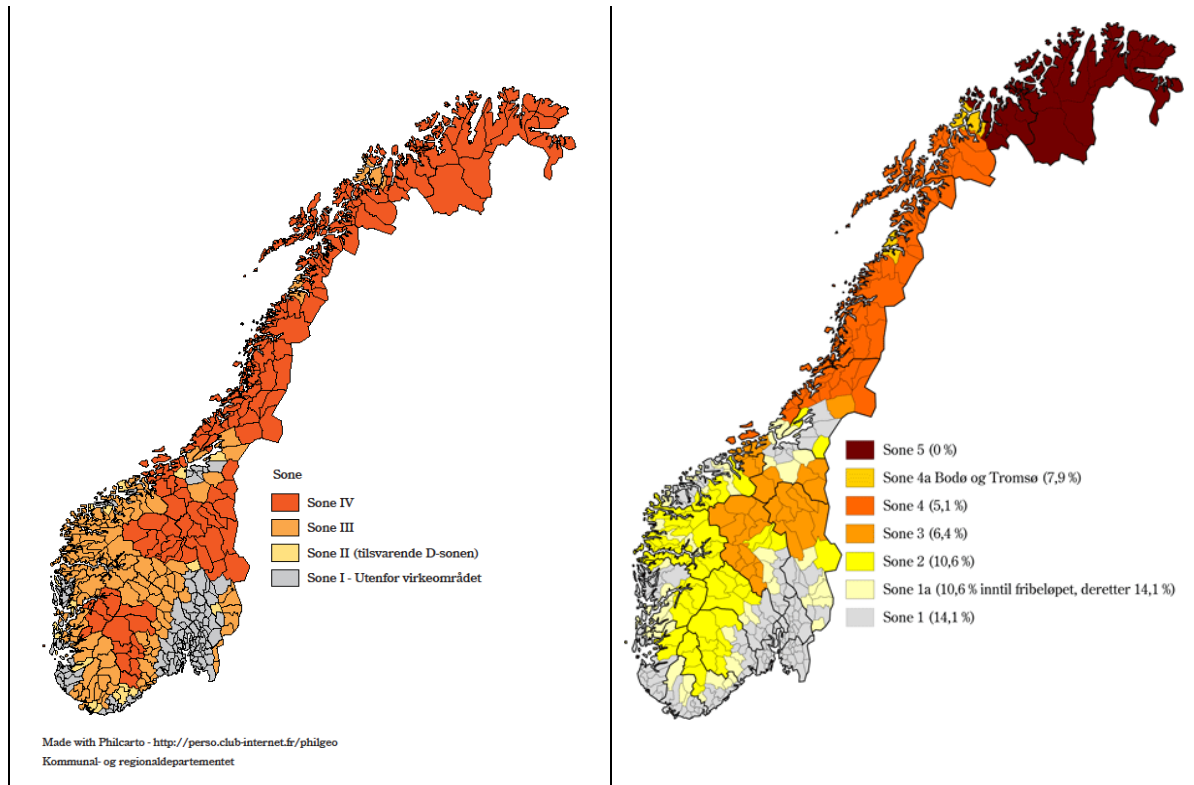 Sone
Sone IV
Sone III
Sone II (tilsvarende D-sonen)
Sone I - Utenfor virkeområdet
Made with Philcarto - http://perso.club-internet.fr/philgeo
Kommunal- og regionaldepartementet
Sone 5 (0 %)
Sone 4a Bodø og Tromsø (7,9 %)
Sone 4 (5,1 %)
Sone 3 (6,4 %)
Sone 2 (10,6 %)
Sone 1a (10,6 % inntil fribeløpet, deretter 14,1 %)
Sone 1 (14,1 %)